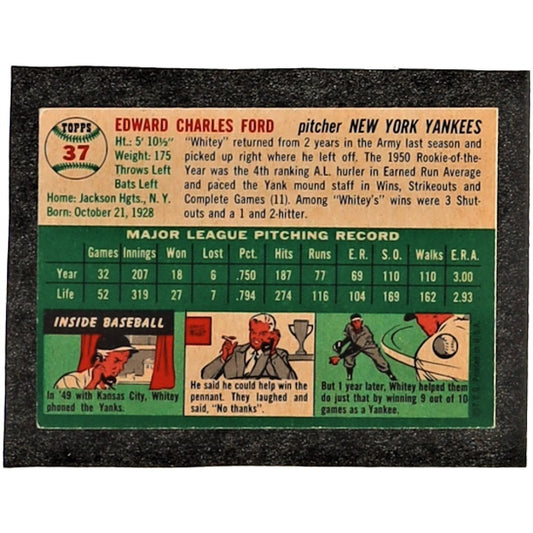 TOPPS
37
EDWARD CHARLES FORD pitcher NEW YORK YANKEES
Ht.: 5' 10½"
Weight: 175
Throws Left
Bats Left
Home: Jackson Hgts., N. Y.
Born: October 21, 1928
"Whitey" returned from 2 years in the Army last season and
picked up right where he left off. The 1950 Rookie-of-the-
Year was the 4th ranking A.L. hurler in Earned Run Average
and paced the Yank mound staff in Wins, Strikeouts and
Complete Games (11). Among "Whitey's" wins were 3 Shut-
outs and a 1 and 2-hitter.
MAJOR LEAGUE PITCHING RECORD
Games Innings Won Lost Pct. Hits Runs E.R. S.O. Walks E.R.A.
Year 32 207 18 6 .750 187 77 69 110 110 3.00
Life 52 319 27 7 .794 274 116 104 169 162 2.93
INSIDE BASEBALL
In '49 with Kansas City, Whitey
phoned the Yanks.
He said he could help win the
pennant. They laughed and
said, "No thanks".
But 1 year later, Whitey helped them
do just that by winning 9 out of 10
games as a Yankee.